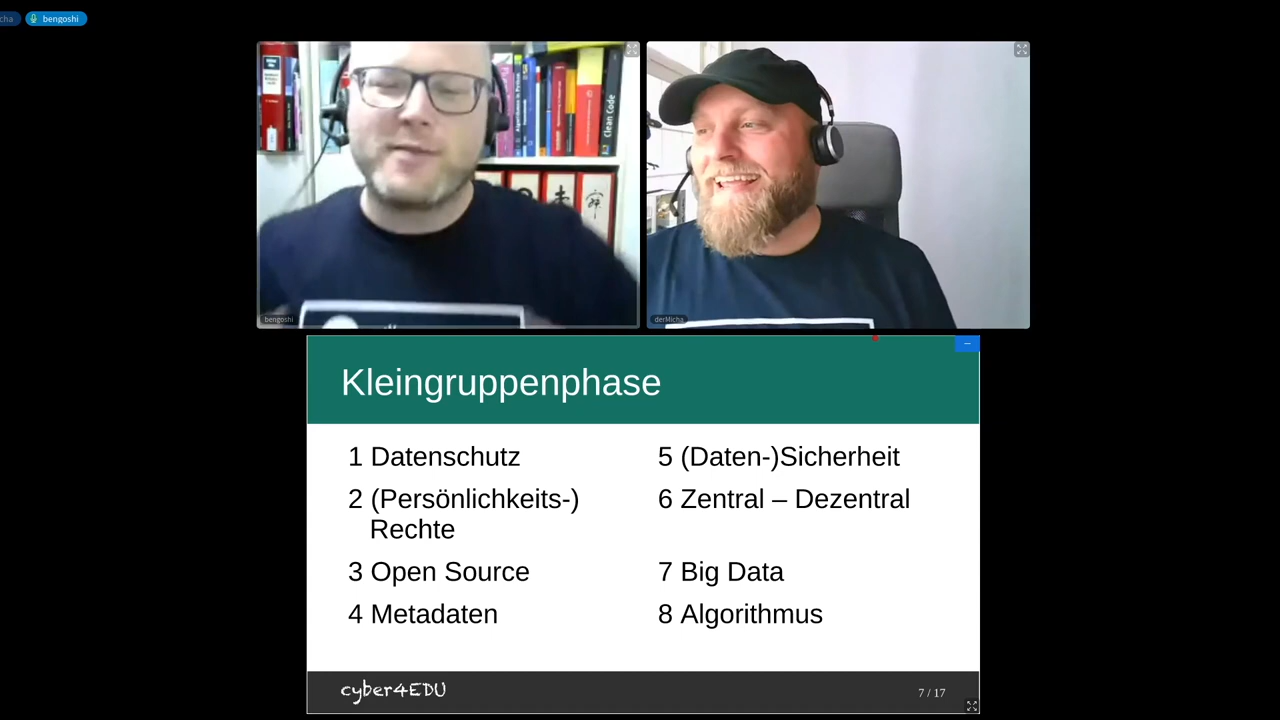 cha
bengoshi
Clean Code
bengoshi
derMicha
Kleingruppenphase
1 Datenschutz
2 (Persönlichkeits-)
Rechte
3 Open Source
4 Metadaten
5 (Daten-)Sicherheit
6 Zentral – Dezentral
7 Big Data
8 Algorithmus
cyber4EDU
7 / 17